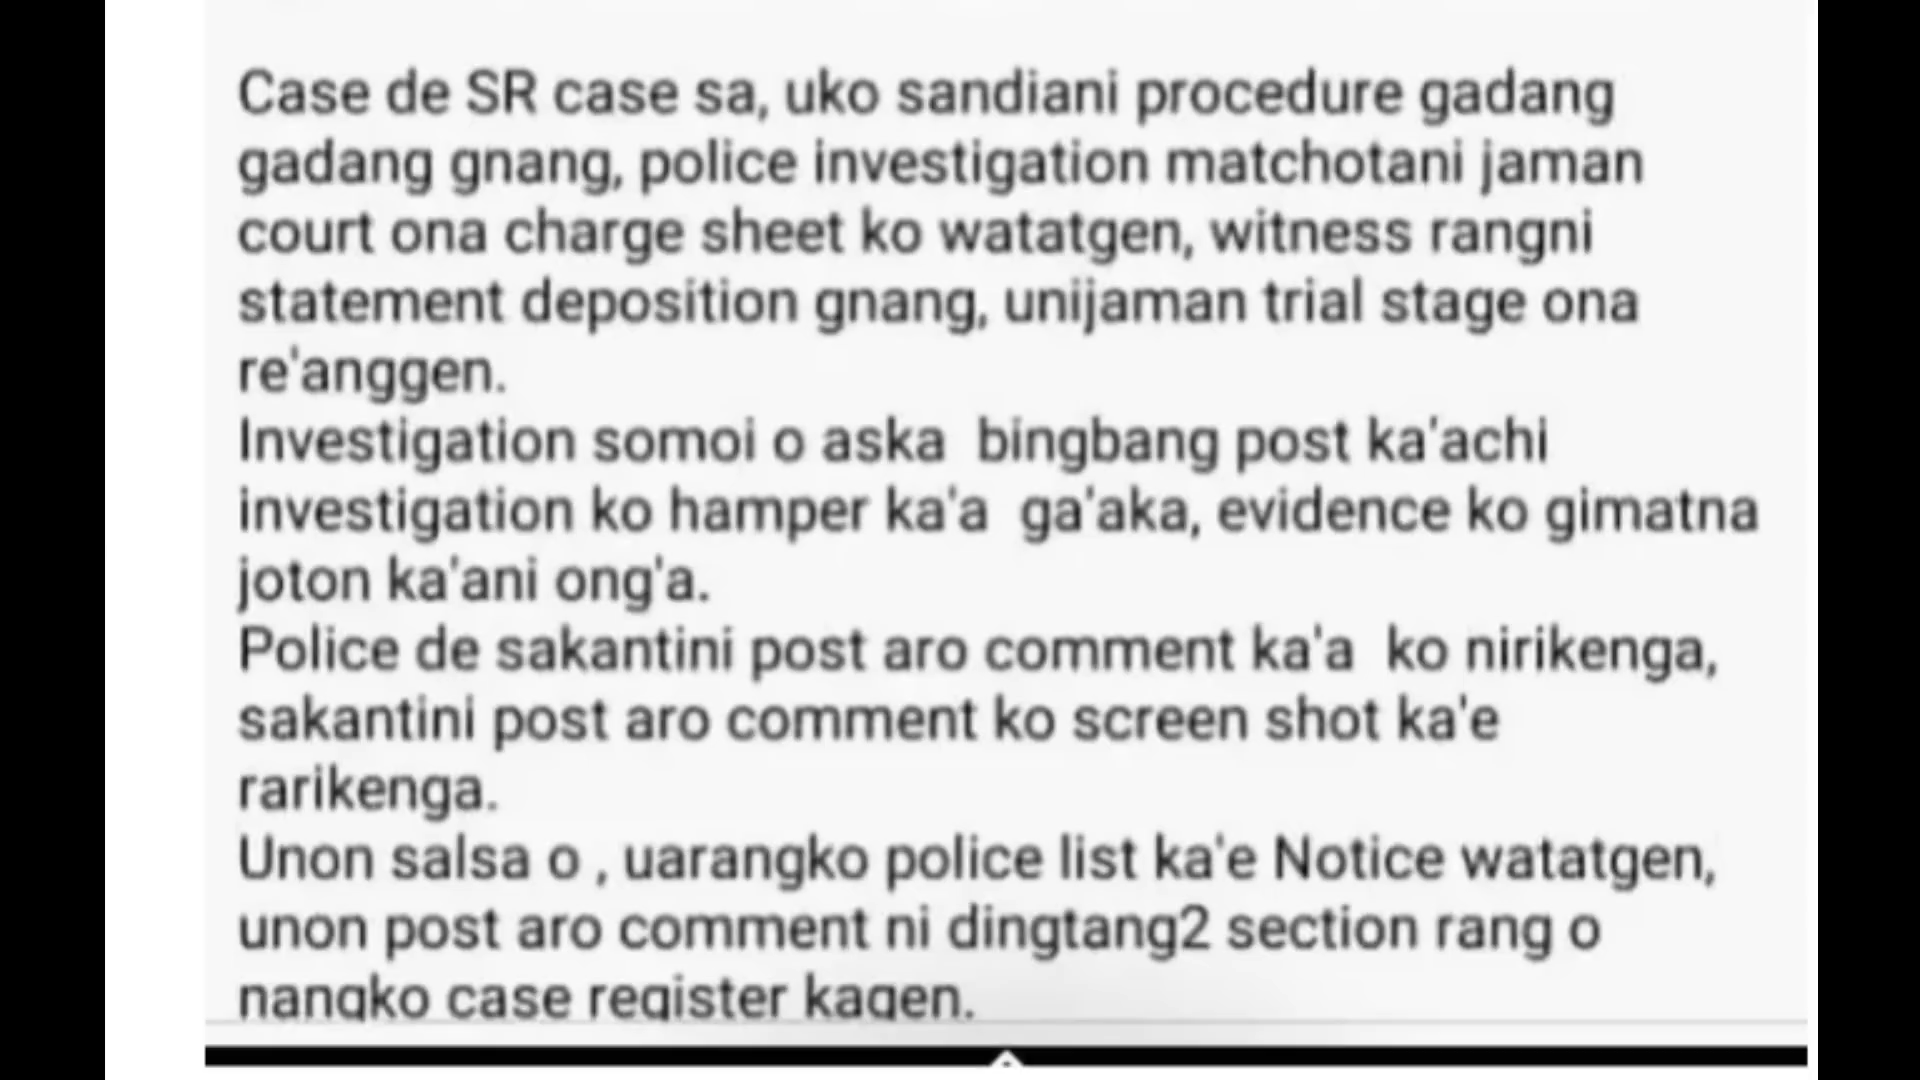 Case de SR case sa, uko sandiani procedure gadang
gadang gnang, police investigation matchotani jaman
court ona charge sheet ko watatgen, witness rangni
statement deposition gnang, unijaman trial stage ona
re'anggen.
Investigation somoi o aska  bingbang post ka'achi
investigation ko hamper ka'a  ga'aka, evidence ko gimatna
joton ka'ani ong'a.
Police de sakantini post aro comment ka'a  ko nirikenga,
sakantini post aro comment ko screen shot ka'e
rarikenga.
Unon salsa o , uarangko police list ka'e Notice watatgen,
unon post aro comment ni dingtang2 section rang o
nangko case register kagen.